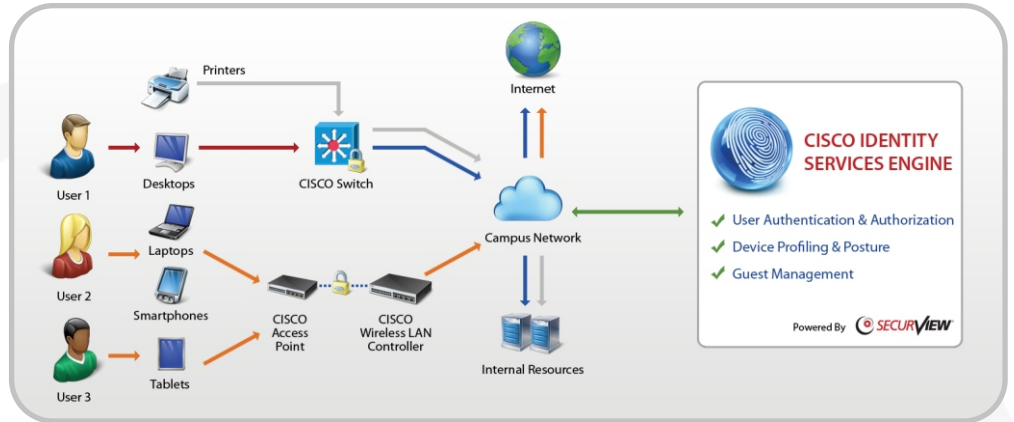 Printers
User 1
Desktops
CISCO Switch
User 2
Laptops
Smartphones
User 3
Tablets
CISCO
Access
Point
CISCO
Wireless LAN
Controller
Internet
Campus Network
Internal Resources
CISCO IDENTITY
SERVICES ENGINE
User Authentication & Authorization
Device Profiling & Posture
Guest Management
Powered By SECURVIEW